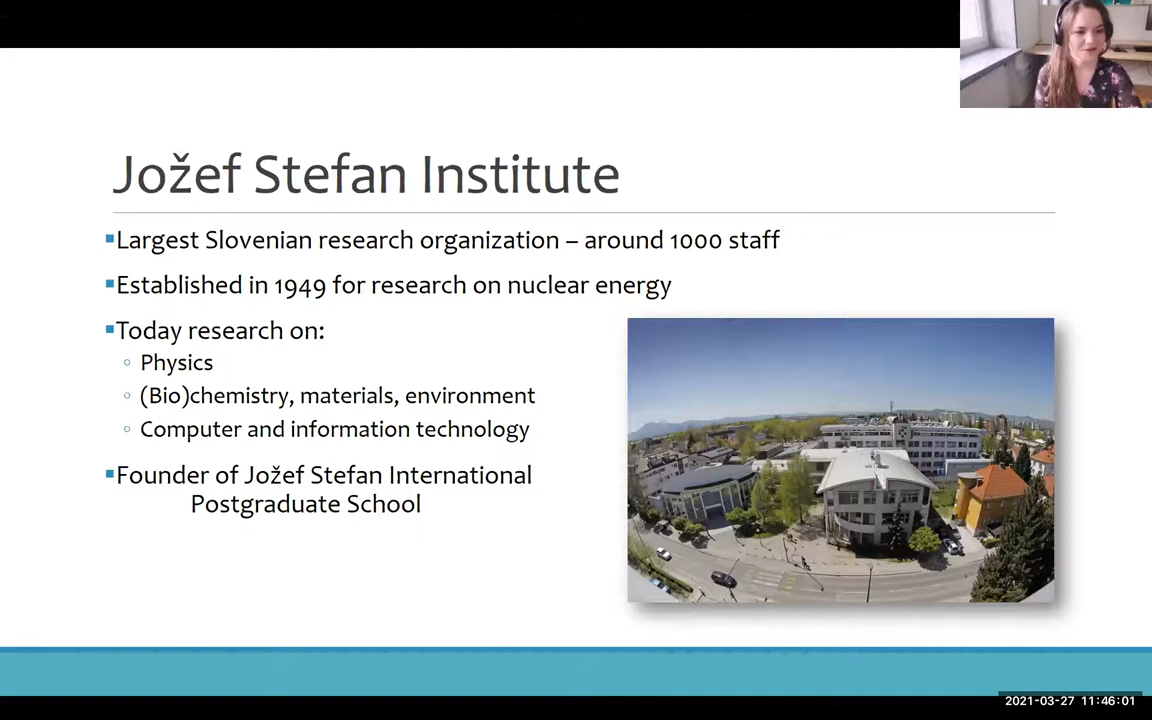 Jožef Stefan Institute
▪Largest Slovenian research organization – around 1000 staff
▪Established in 1949 for research on nuclear energy
▪Today research on:
◦ Physics
◦ (Bio)chemistry, materials, environment
◦ Computer and information technology
▪Founder of Jožef Stefan International
Postgraduate School
2021-03-27 11:46:01